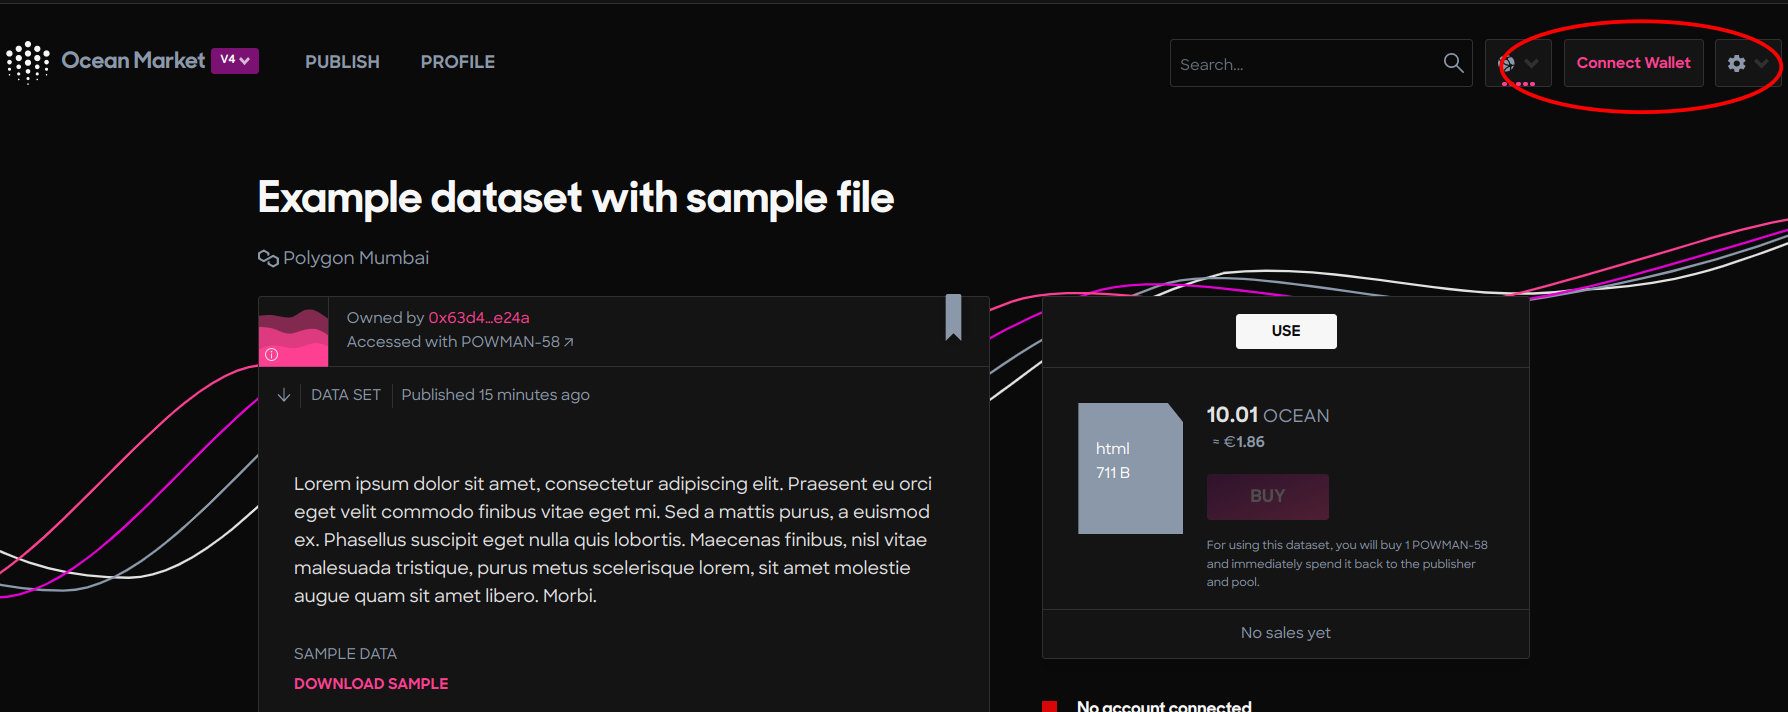 Ocean Market V4 PUBLISH PROFILE Search... Connect Wallet
Example dataset with sample file
Polygon Mumbai
Owned by 0x63d4...e24a
Accessed with POWMAN-58
DATA SET Published 15 minutes ago
Lorem ipsum dolor sit amet, consectetur adipiscing elit. Praesent eu orci
eget velit commodo finibus vitae eget mi. Sed a mattis purus, a euismod
ex. Phasellus suscipit eget nulla quis lobortis. Maecenas finibus, nisl vitae
malesuada tristique, purus metus scelerisque lorem, sit amet molestie
augue quam sit amet libero. Morbi.
SAMPLE DATA
DOWNLOAD SAMPLE
USE
html
711 B
10.01 OCEAN
≈ €1.86
BUY
For using this dataset, you will buy 1 POWMAN-58
and immediately spend it back to the publisher
and pool.
No sales yet
No account connected